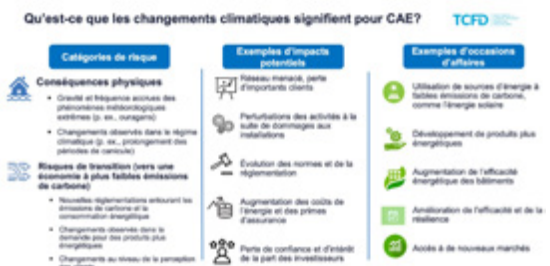 Qu'est-ce que les changements climatiques signifient pour CAE?
TCFD
Catégories de risque
Conséquences physiques
• Gravité et fréquence accrues des
phénomènes météorologiques
extrêmes (p. ex., ouragans)
• Changements observés dans le régime
climatique (p. ex., prolongement des
périodes de canicule)
Risques de transition (vers une
économie à plus faibles émissions
de carbone)
• Nouvelles réglementations entourant les
émissions de carbone et la
consommation énergétique
• Changements observés dans la
demande pour des produits plus
énergétiques
• Changements au niveau de la perception
Exemples d'impacts
potentiels
Réseau menacé, perte
d'importants clients
Perturbations des activités à la
suite de dommages aux
installations
Évolution des normes et de la
réglementation
Augmentation des coûts de
l'énergie et des primes
d'assurance
Perte de confiance et d'intérêt
de la part des investisseurs
Exemples d'occasions
d'affaires
Utilisation de sources d'énergie à
faibles émissions de carbone,
comme l'énergie solaire
Développement de produits plus
énergétiques
Augmentation de l'efficacité
énergétique des bâtiments
Amélioration de l'efficacité et de la
résilience
Accès à de nouveaux marchés